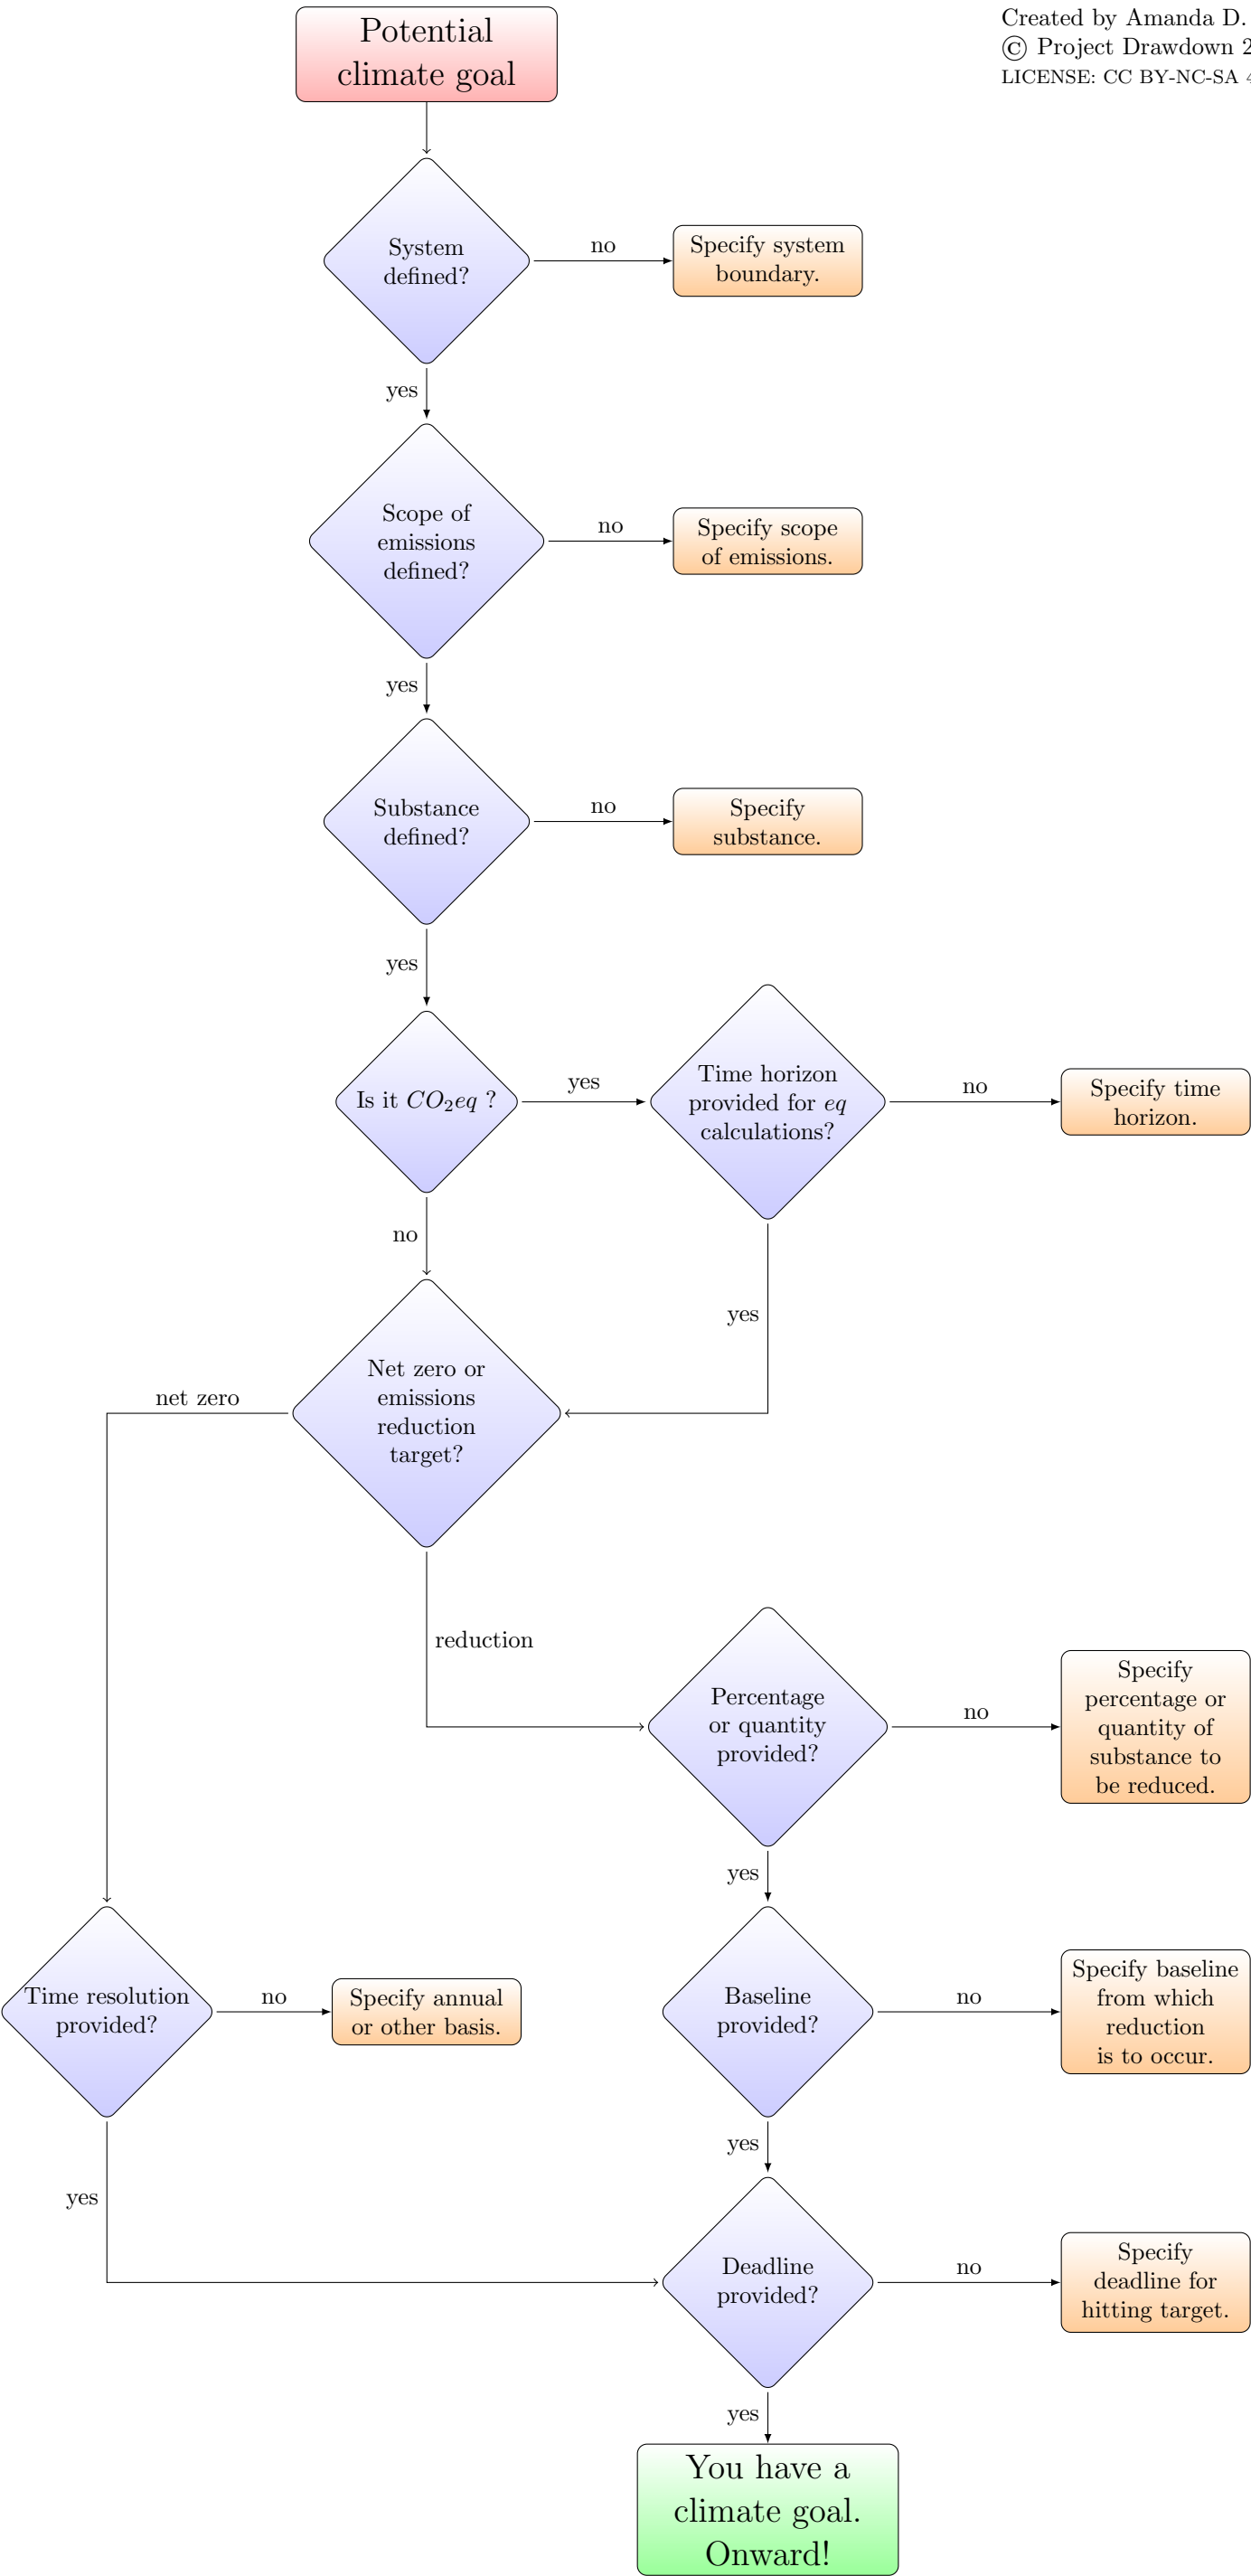 Potential
climate goal
Created by Amanda D.
© Project Drawdown 2
LICENSE: CC BY-NC-SA 4
System
defined?
no
Specify system
boundary.
yes
Scope of
emissions
defined?
no
Specify scope
of emissions.
yes
Substance
defined?
no
Specify
substance.
yes
Is it CO₂eq ?
yes
Time horizon
provided for eq
calculations?
no
Specify time
horizon.
no
yes
Net zero or
emissions
reduction
target?
net zero
reduction
Percentage
or quantity
provided?
no
Specify
percentage or
quantity of
substance to
be reduced.
yes
Time resolution
provided?
no
Specify annual
or other basis.
Baseline
provided?
no
Specify baseline
from which
reduction
is to occur.
yes
yes
Deadline
provided?
no
Specify
deadline for
hitting target.
yes
You have a
climate goal.
Onward!